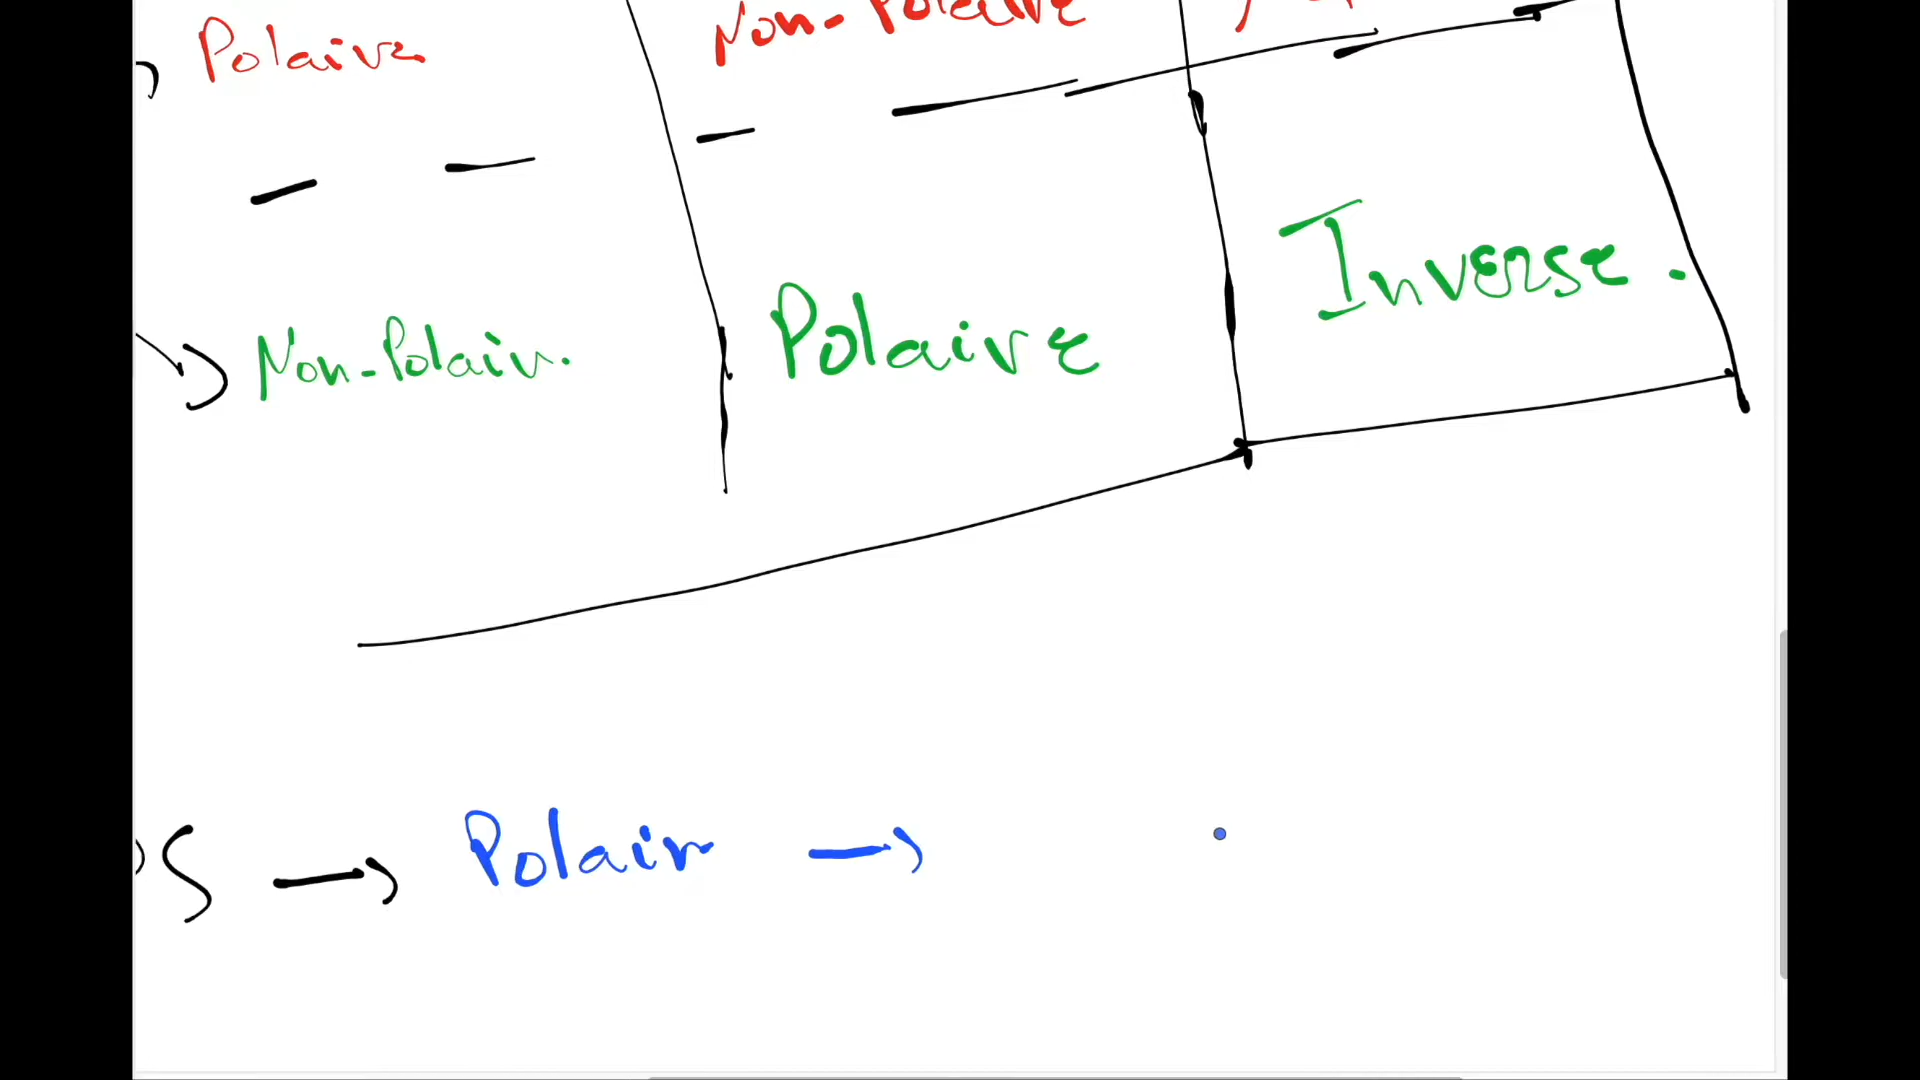 Polaire Non-Polaire
Non-Polair. Polaire Inverse.
S → Polair →